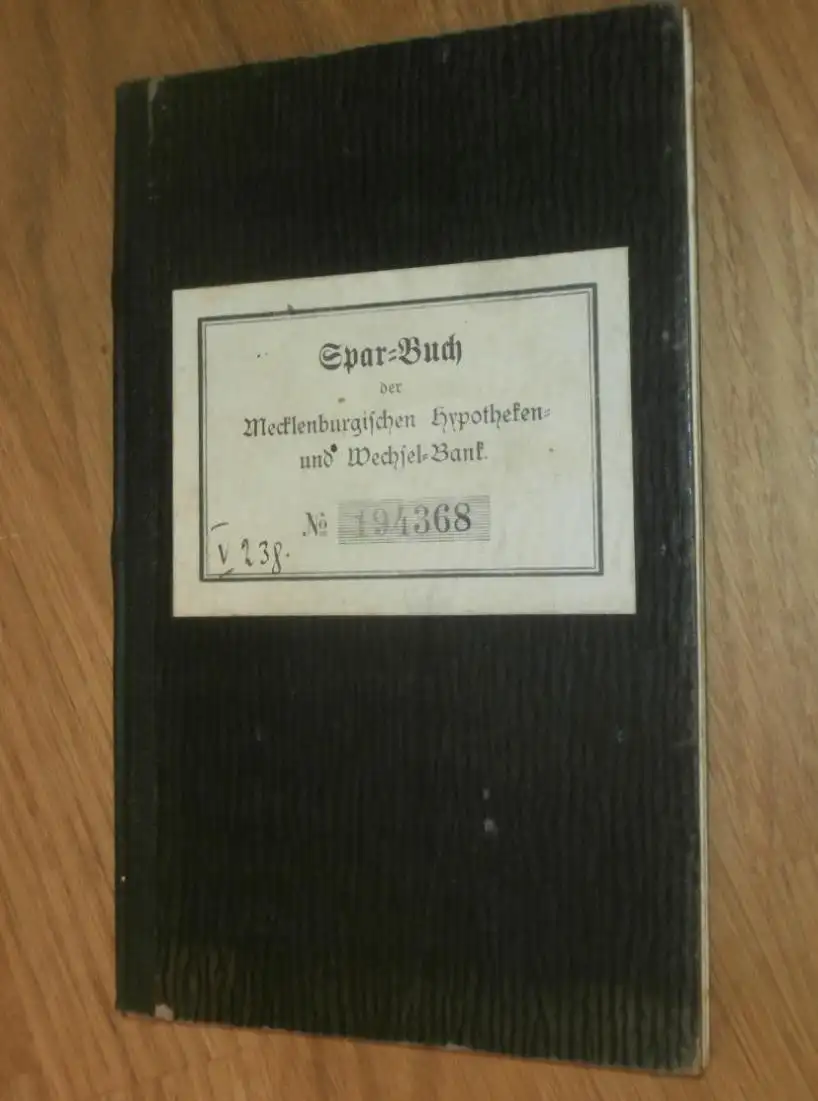 Spar=Buch
der
Mecklenburgischen Hypotheken=
und Wechsel=Bank.
№ 194368
V 238.